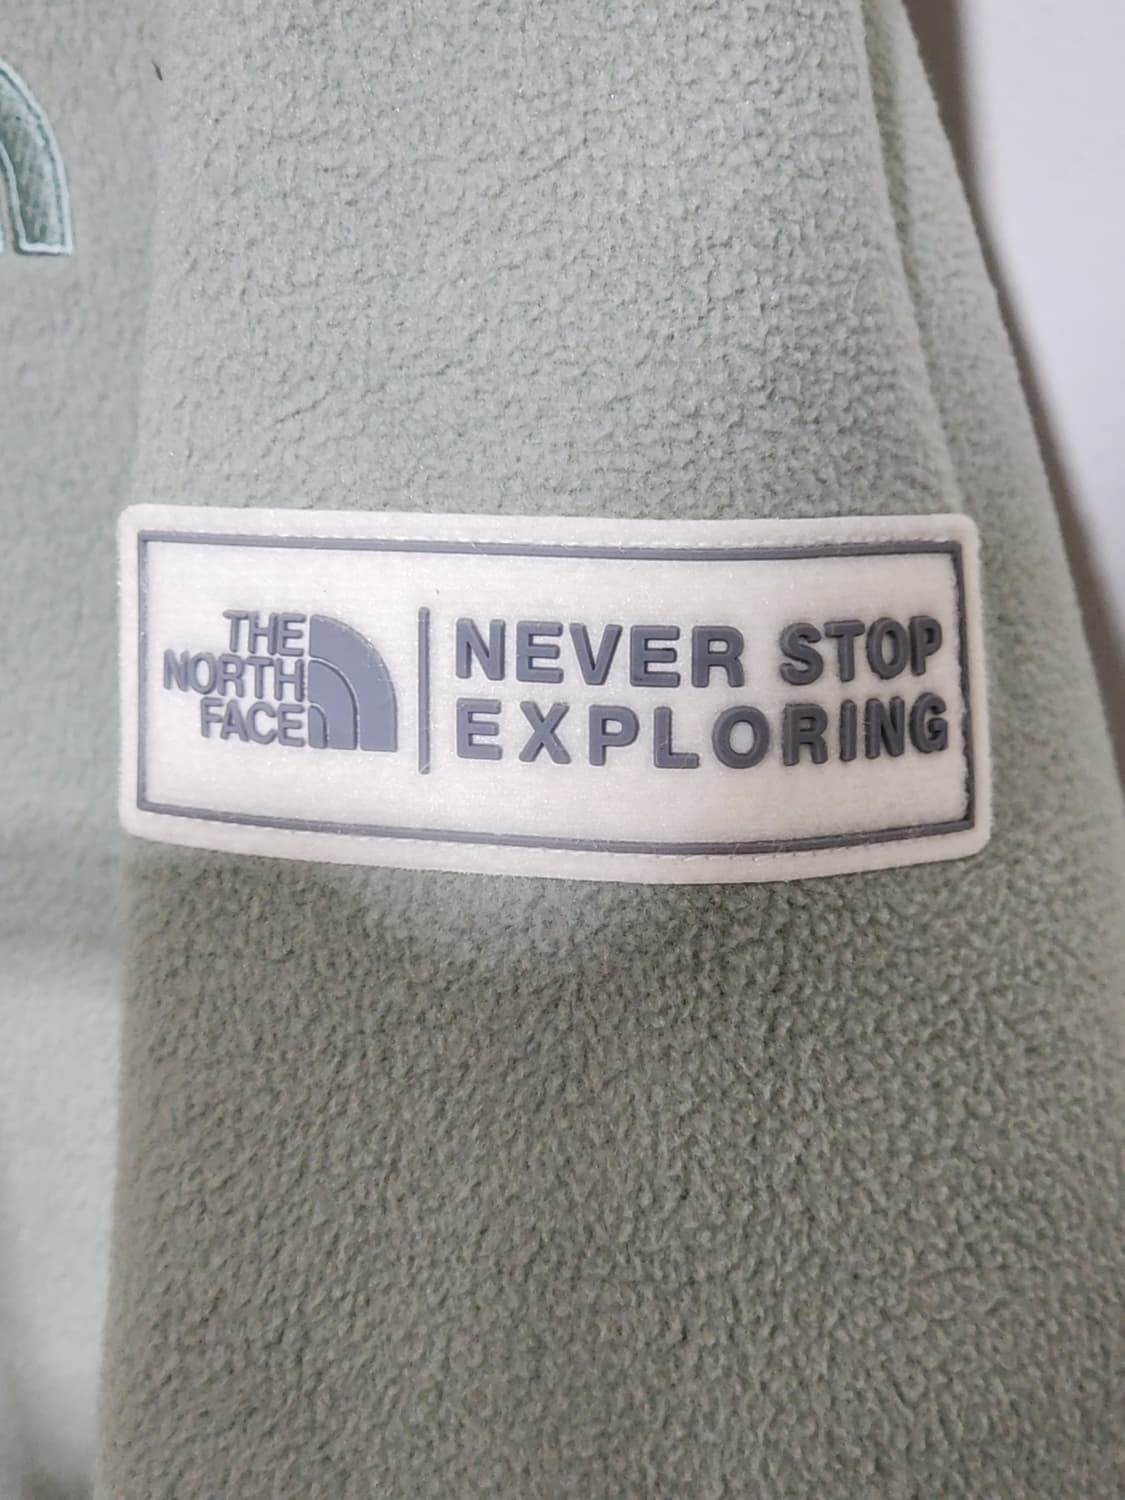 THE
NORTH
FACE
NEVER STOP
EXPLORING